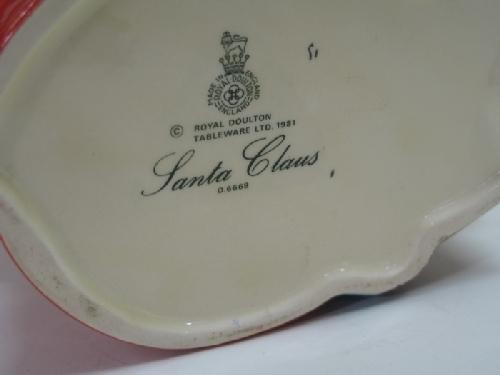 MADE IN ENGLAND
ROYAL DOULTON
ENGLAND
© ROYAL DOULTON
TABLEWARE LTD. 1981
Santa Claus
D.6668